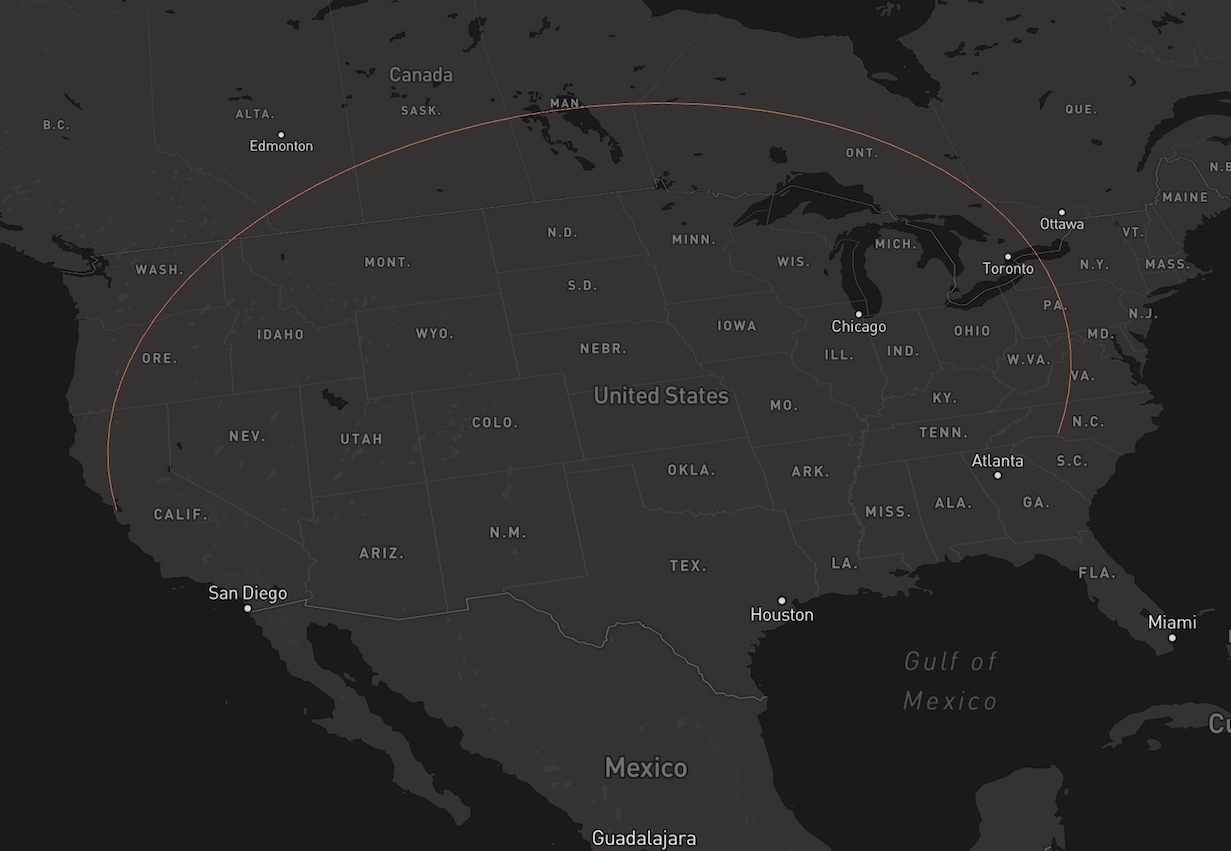 Canada
MAN.
SASK.
ALTA.
QUE.
B.C.
Edmonton
ONT.
N.B
MAINE
Ottawa
VT.
N.D.
MINN.
MICH.
WASH.
MONT.
WIS.
Toronto
N.Y.
MASS.
S.D.
PA.
N.J.
IDAHO
WYO.
IOWA
Chicago
OHIO
MD.
ORE.
NEBR.
ILL.
IND.
W.VA.
VA.
United States
MO.
KY.
NEV.
UTAH
COLO.
TENN.
N.C.
OKLA.
ARK.
Atlanta
S.C.
CALIF.
N.M.
MISS.
ALA.
GA.
ARIZ.
TEX.
LA.
FLA.
San Diego
Houston
Miami
Gulf of
Mexico
Cu
Mexico
Guadalajara